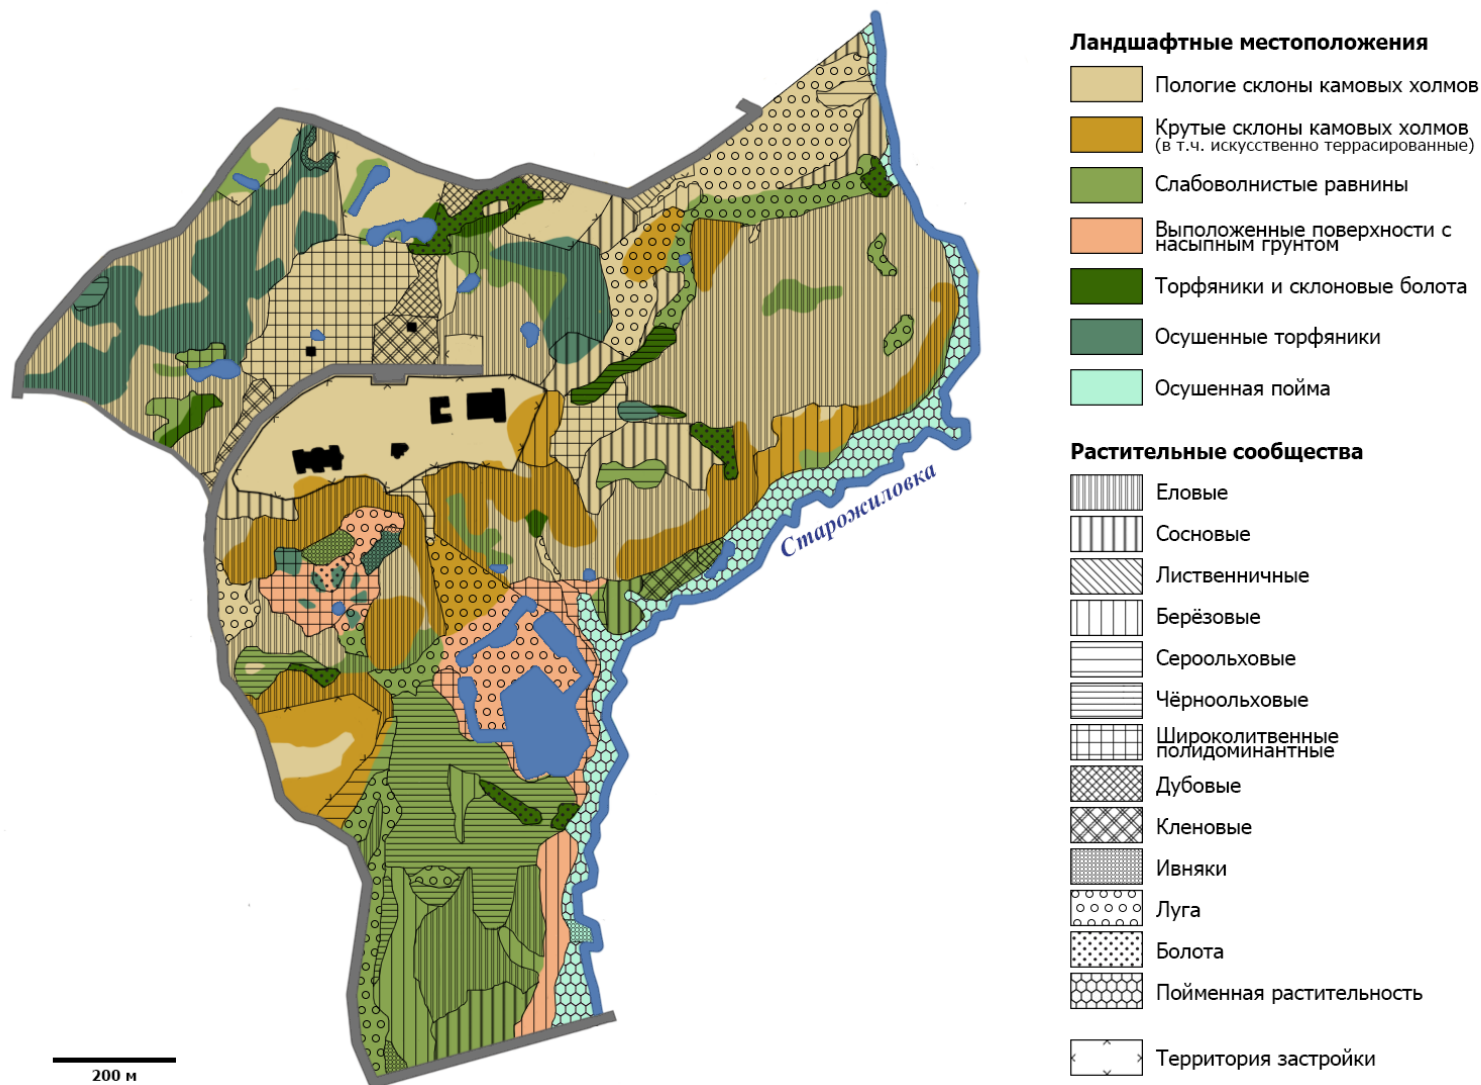 Ландшафтные местоположения
Пологие склоны камовых холмов
Крутые склоны камовых холмов
(в т.ч. искусственно террасированные)
Слабоволнистые равнины
Выположенные поверхности с
насыпным грунтом
Торфяники и склоновые болота
Осушенные торфяники
Осушенная пойма
Растительные сообщества
Еловые
Сосновые
Лиственничные
Берёзовые
Сероольховые
Чёрноольховые
Широколитвенные
полидоминантные
Дубовые
Кленовые
Ивняки
Луга
Болота
Пойменная растительность
Территория застройки
Старожиловка
200 м